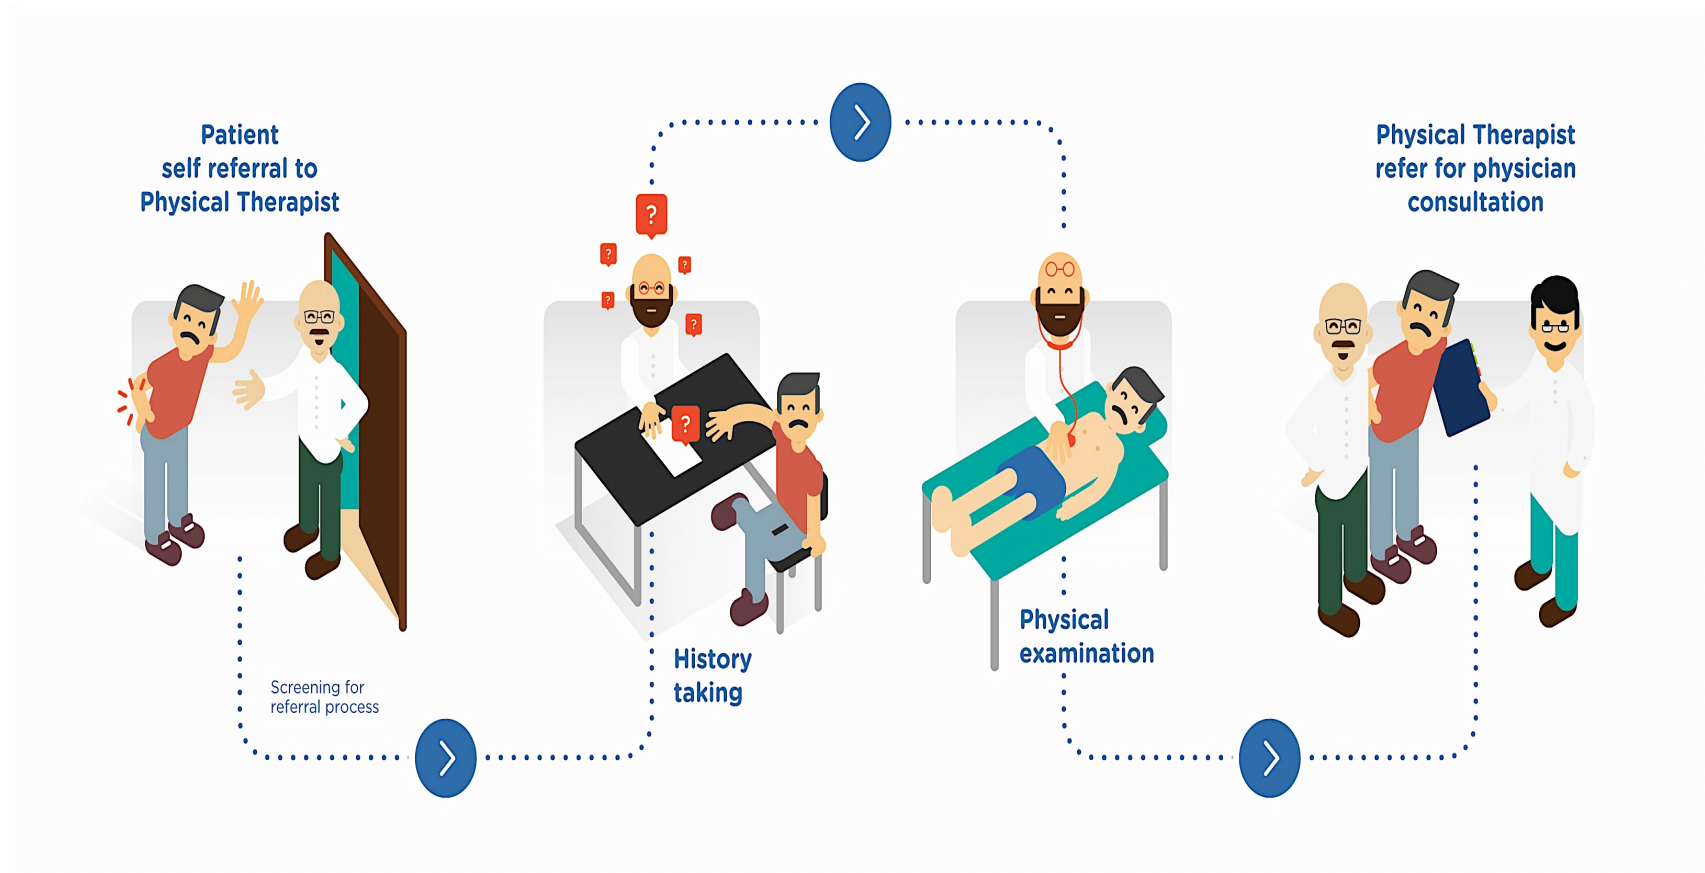 Patient
self referral to
Physical Therapist
Screening for
referral process
?
?
?
?
?
?
History
taking
Physical
examination
Physical Therapist
refer for physician
consultation